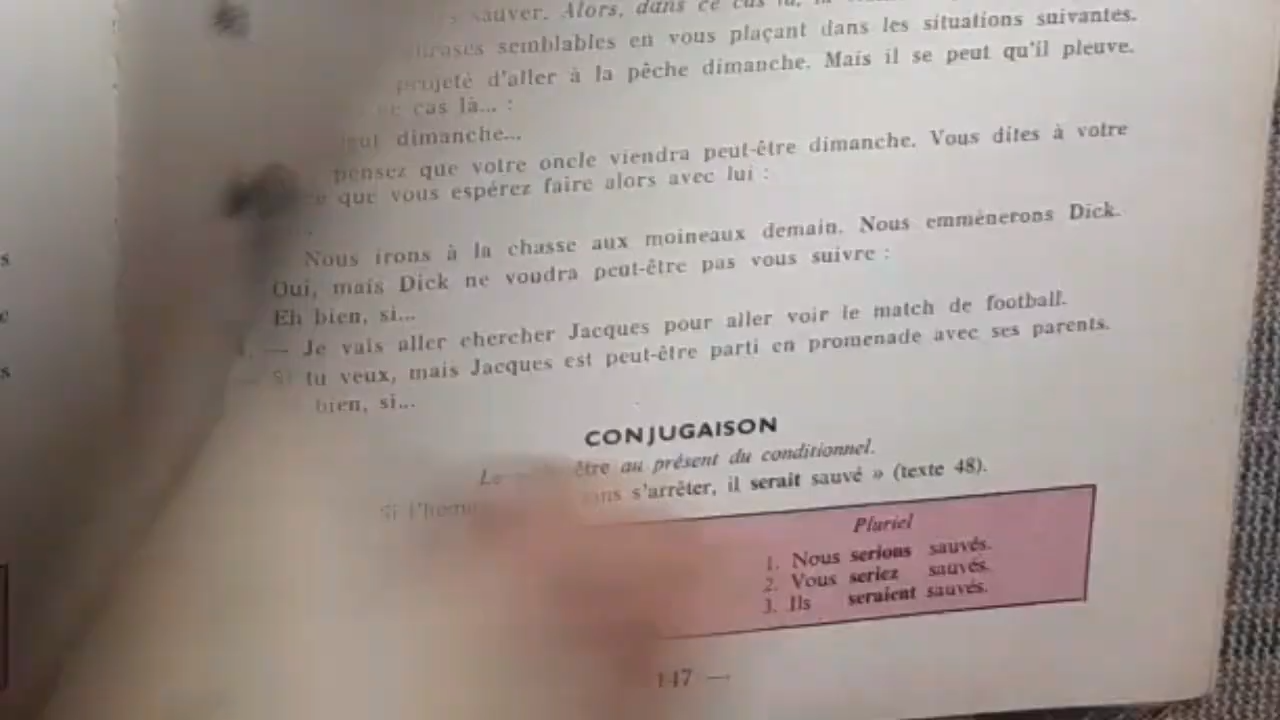 sauver. Alors, dans ce cas là,
phrases semblables en vous plaçant dans les situations suivantes.
projeté d'aller à la pêche dimanche. Mais il se peut qu'il pleuve.
cas là... :
dimanche...
pensez que votre oncle viendra peut-être dimanche. Vous dites à votre
ce que vous espérez faire alors avec lui :
Nous irons à la chasse aux moineaux demain. Nous emmènerons Dick.
Oui, mais Dick ne voudra peut-être pas vous suivre :
Eh bien, si...
— Je vais aller chercher Jacques pour aller voir le match de football.
— Si tu veux, mais Jacques est peut-être parti en promenade avec ses parents.
bien, si...
CONJUGAISON
Le être au présent du conditionnel.
Si l'homme sans s'arrêter, il serait sauvé » (texte 48).
Pluriel
1. Nous serions sauvés.
2. Vous seriez sauvés.
3. Ils seraient sauvés.
147 —
s
e
s